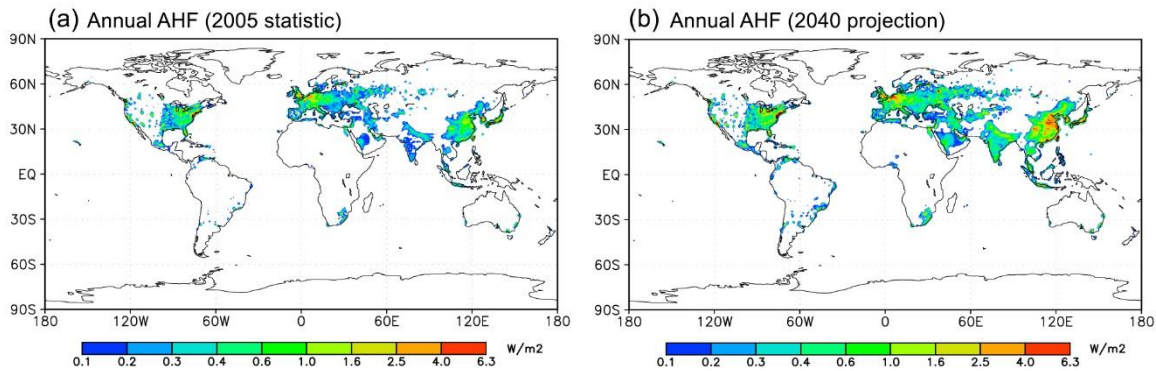 (a) Annual AHF (2005 statistic)
90N
60N
30N
EQ
30S
60S
90S
180 120W 60W 0 60E 120E 180
0.1 0.2 0.3 0.4 0.6 1.0 1.6 2.5 4.0 6.3 W/m2
(b) Annual AHF (2040 projection)
90N
60N
30N
EQ
30S
60S
90S
180 120W 60W 0 60E 120E 180
0.1 0.2 0.3 0.4 0.6 1.0 1.6 2.5 4.0 6.3 W/m2